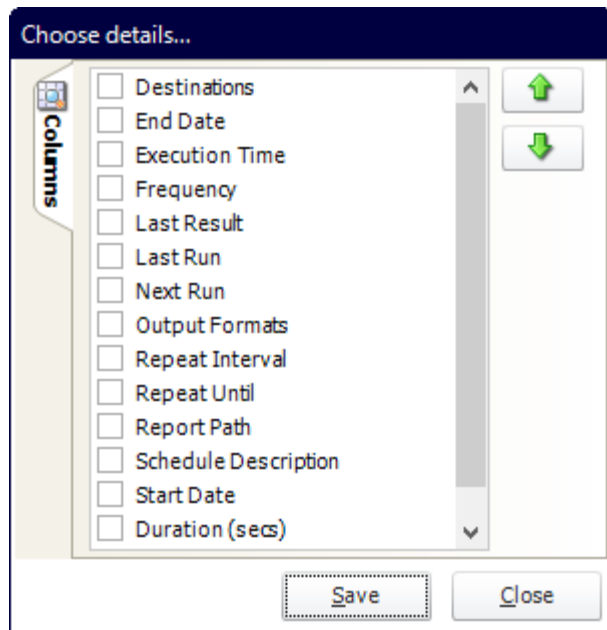 Choose details...
Columns
Destinations
End Date
Execution Time
Frequency
Last Result
Last Run
Next Run
Output Formats
Repeat Interval
Repeat Until
Report Path
Schedule Description
Start Date
Duration (secs)
Save
Close